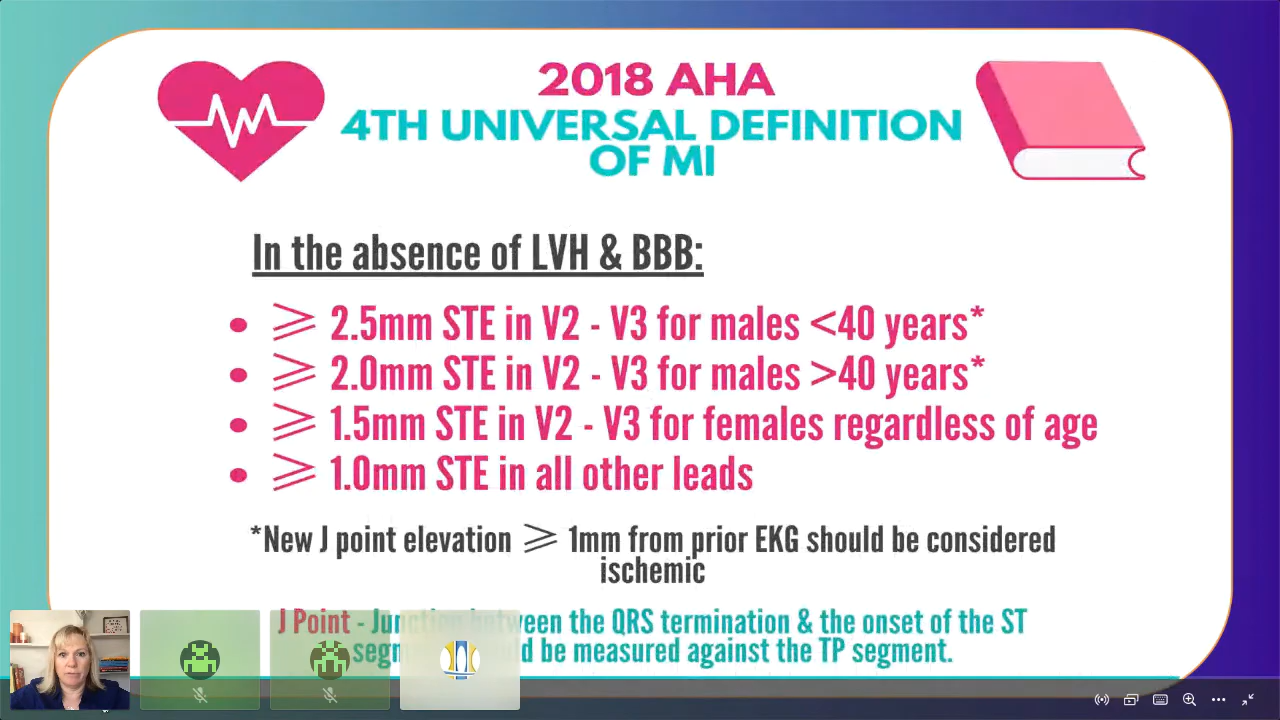 2018 AHA
4TH UNIVERSAL DEFINITION
OF MI
In the absence of LVH & BBB:
• ⩾ 2.5mm STE in V2 - V3 for males <40 years*
• ⩾ 2.0mm STE in V2 - V3 for males >40 years*
• ⩾ 1.5mm STE in V2 - V3 for females regardless of age
• ⩾ 1.0mm STE in all other leads
*New J point elevation ⩾ 1mm from prior EKG should be considered
ischemic
J Point - Junction between the QRS termination & the onset of the ST
be measured against the TP segment.